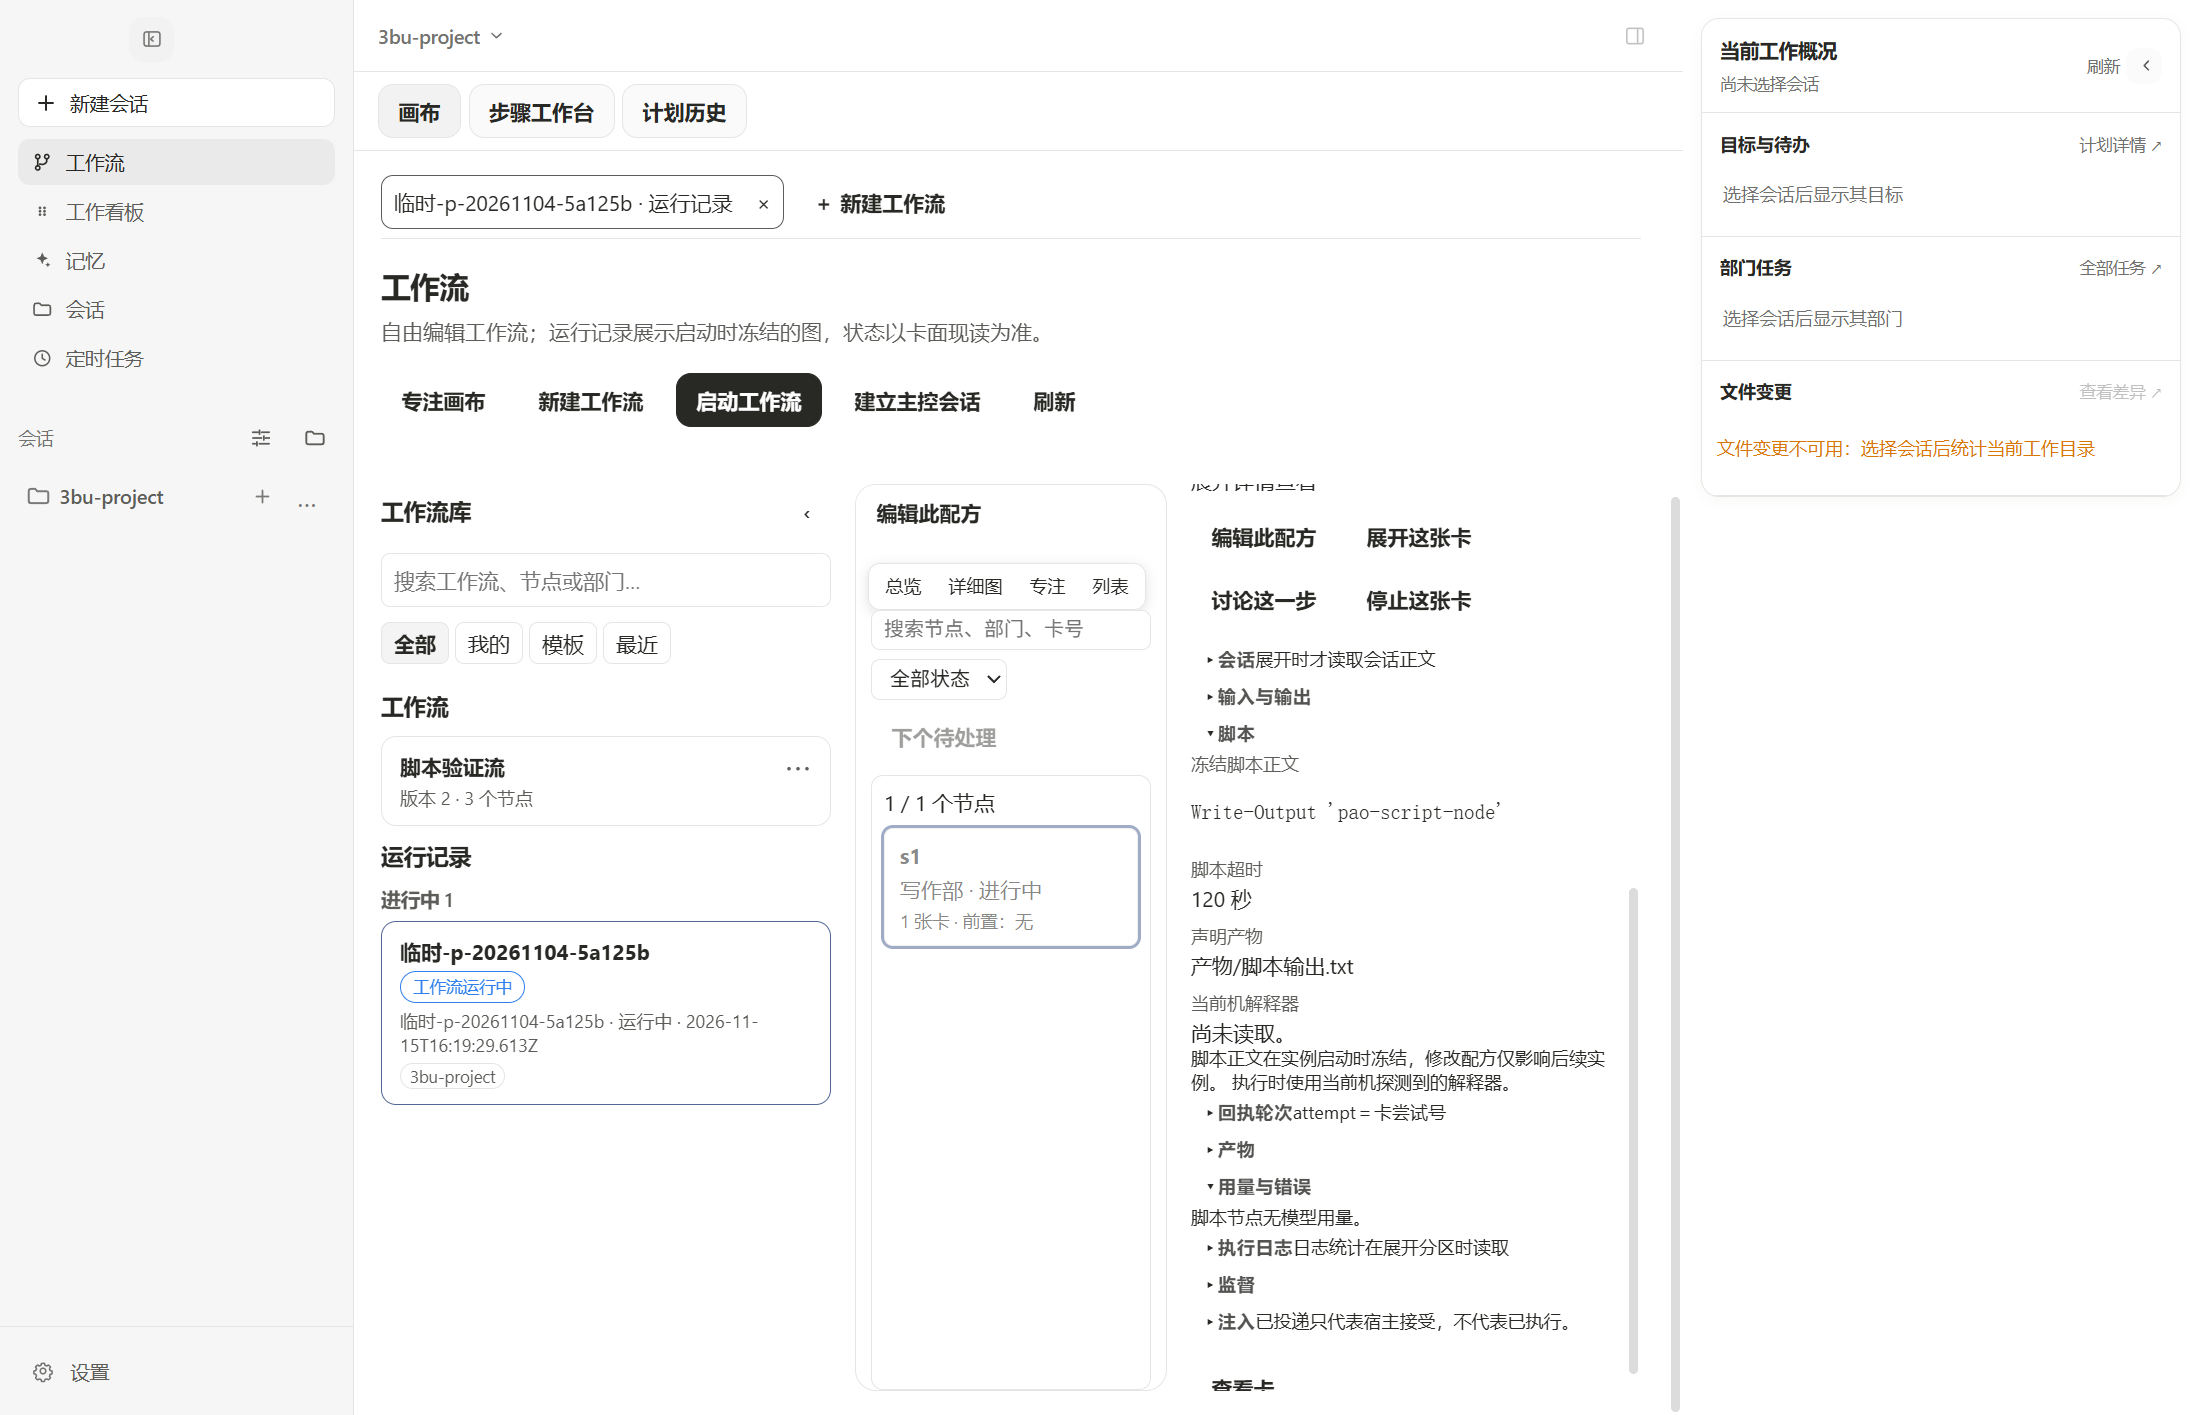 新建会话
工作流
工作看板
记忆
会话
定时任务
会话
3bu-project
设置
3bu-project
画布
步骤工作台
计划历史
临时-p-20261104-5a125b · 运行记录 ×
+ 新建工作流
工作流
自由编辑工作流；运行记录展示启动时冻结的图，状态以卡面现读为准。
专注画布
新建工作流
启动工作流
建立主控会话
刷新
工作流库
搜索工作流、节点或部门...
全部
我的
模板
最近
工作流
脚本验证流
版本 2 · 3 个节点
运行记录
进行中 1
临时-p-20261104-5a125b
工作流运行中
临时-p-20261104-5a125b · 运行中 · 2026-11-
15T16:19:29.613Z
3bu-project
编辑此配方
总览 详细图 专注 列表
搜索节点、部门、卡号
全部状态
下个待处理
1 / 1 个节点
s1
写作部 · 进行中
1 张卡 · 前置：无
展开详情查看
编辑此配方
展开这张卡
讨论这一步
停止这张卡
会话展开时才读取会话正文
输入与输出
脚本
冻结脚本正文
Write-Output 'pao-script-node'
脚本超时
120 秒
声明产物
产物/脚本输出.txt
当前机解释器
尚未读取。
脚本正文在实例启动时冻结，修改配方仅影响后续实
例。 执行时使用当前机探测到的解释器。
回执轮次attempt = 卡尝试号
产物
用量与错误
脚本节点无模型用量。
执行日志日志统计在展开分区时读取
监督
注入已投递只代表宿主接受，不代表已执行。
查看卡
当前工作概况
尚未选择会话
刷新
目标与待办
计划详情 ↗
选择会话后显示其目标
部门任务
全部任务 ↗
选择会话后显示其部门
文件变更
查看差异 ↗
文件变更不可用：选择会话后统计当前工作目录